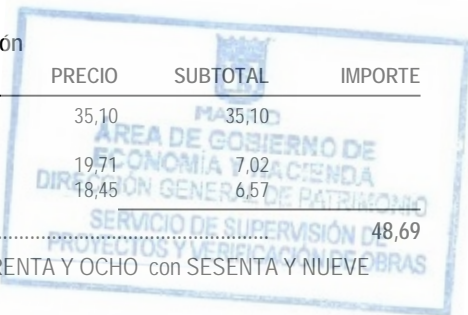 ón
PRECIO SUBTOTAL IMPORTE
35,10 35,10
MADRID
ÁREA DE GOBIERNO DE
19,71 7,02
ECONOMÍA Y HACIENDA
18,45 6,57
DIRECCIÓN GENERAL DE PATRIMONIO
SERVICIO DE SUPERVISIÓN DE
48,69
PROYECTOS Y VERIFICACIÓN DE OBRAS
RENTA Y OCHO con SESENTA Y NUEVE